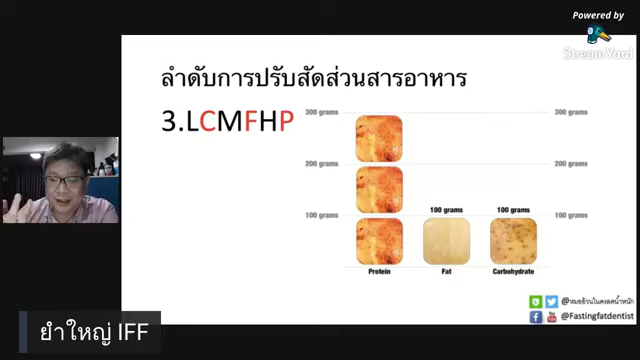 Powered by
StreamYard
ลำดับการปรับสัดส่วนสารอาหาร
3.LCMFHP
300 grams
300 grams
200 grams
200 grams
100 grams
100 grams
100 grams
100 grams
Protein
Fat
Carbohydrate
@หมออ้วนในดงลดน้ำหนัก
@Fastingfatdentist
ยำใหญ่ IFF